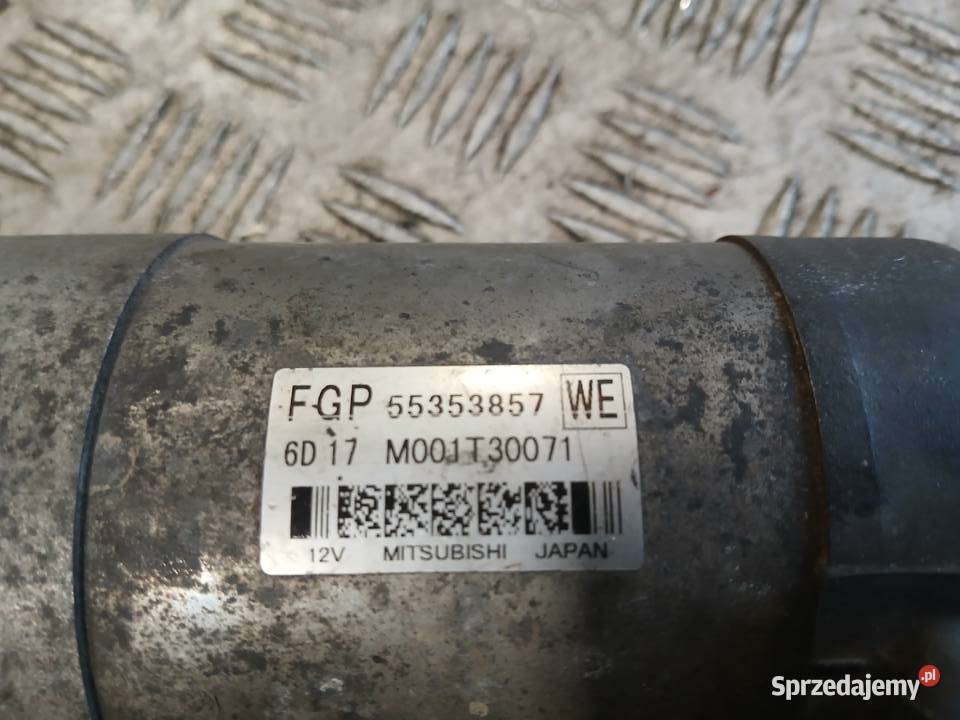 FGP 55353857 WE
6D 17 M001T30071
12V MITSUBISHI JAPAN
Sprzedajemy.pl